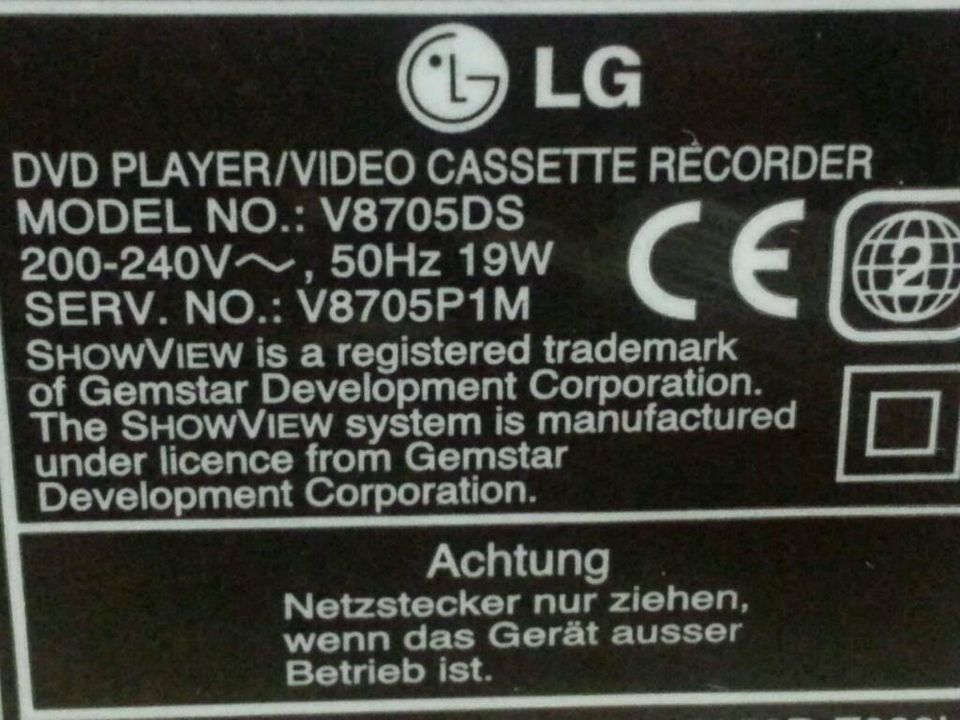 LG
DVD PLAYER/VIDEO CASSETTE RECORDER
MODEL NO.: V8705DS
200-240V～, 50Hz 19W
SERV. NO.: V8705P1M
CE
2
SHOWVIEW is a registered trademark
of Gemstar Development Corporation.
The SHOWVIEW system is manufactured
under licence from Gemstar
Development Corporation.
Achtung
Netzstecker nur ziehen,
wenn das Gerät ausser
Betrieb ist.